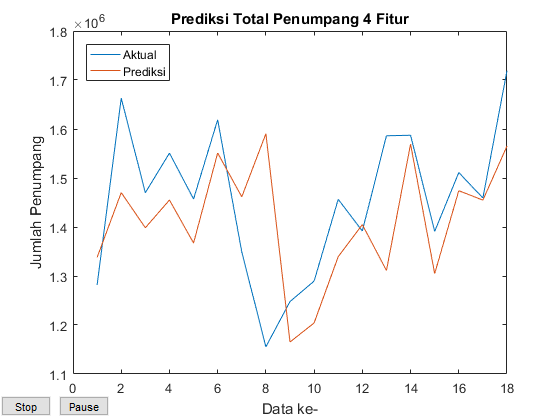 Prediksi Total Penumpang 4 Fitur
×10^6
1.8
1.7
1.6
1.5
1.4
1.3
1.2
1.1
Jumlah Penumpang
Aktual
Prediksi
0 2 4 6 8 10 12 14 16 18
Data ke-
Stop Pause